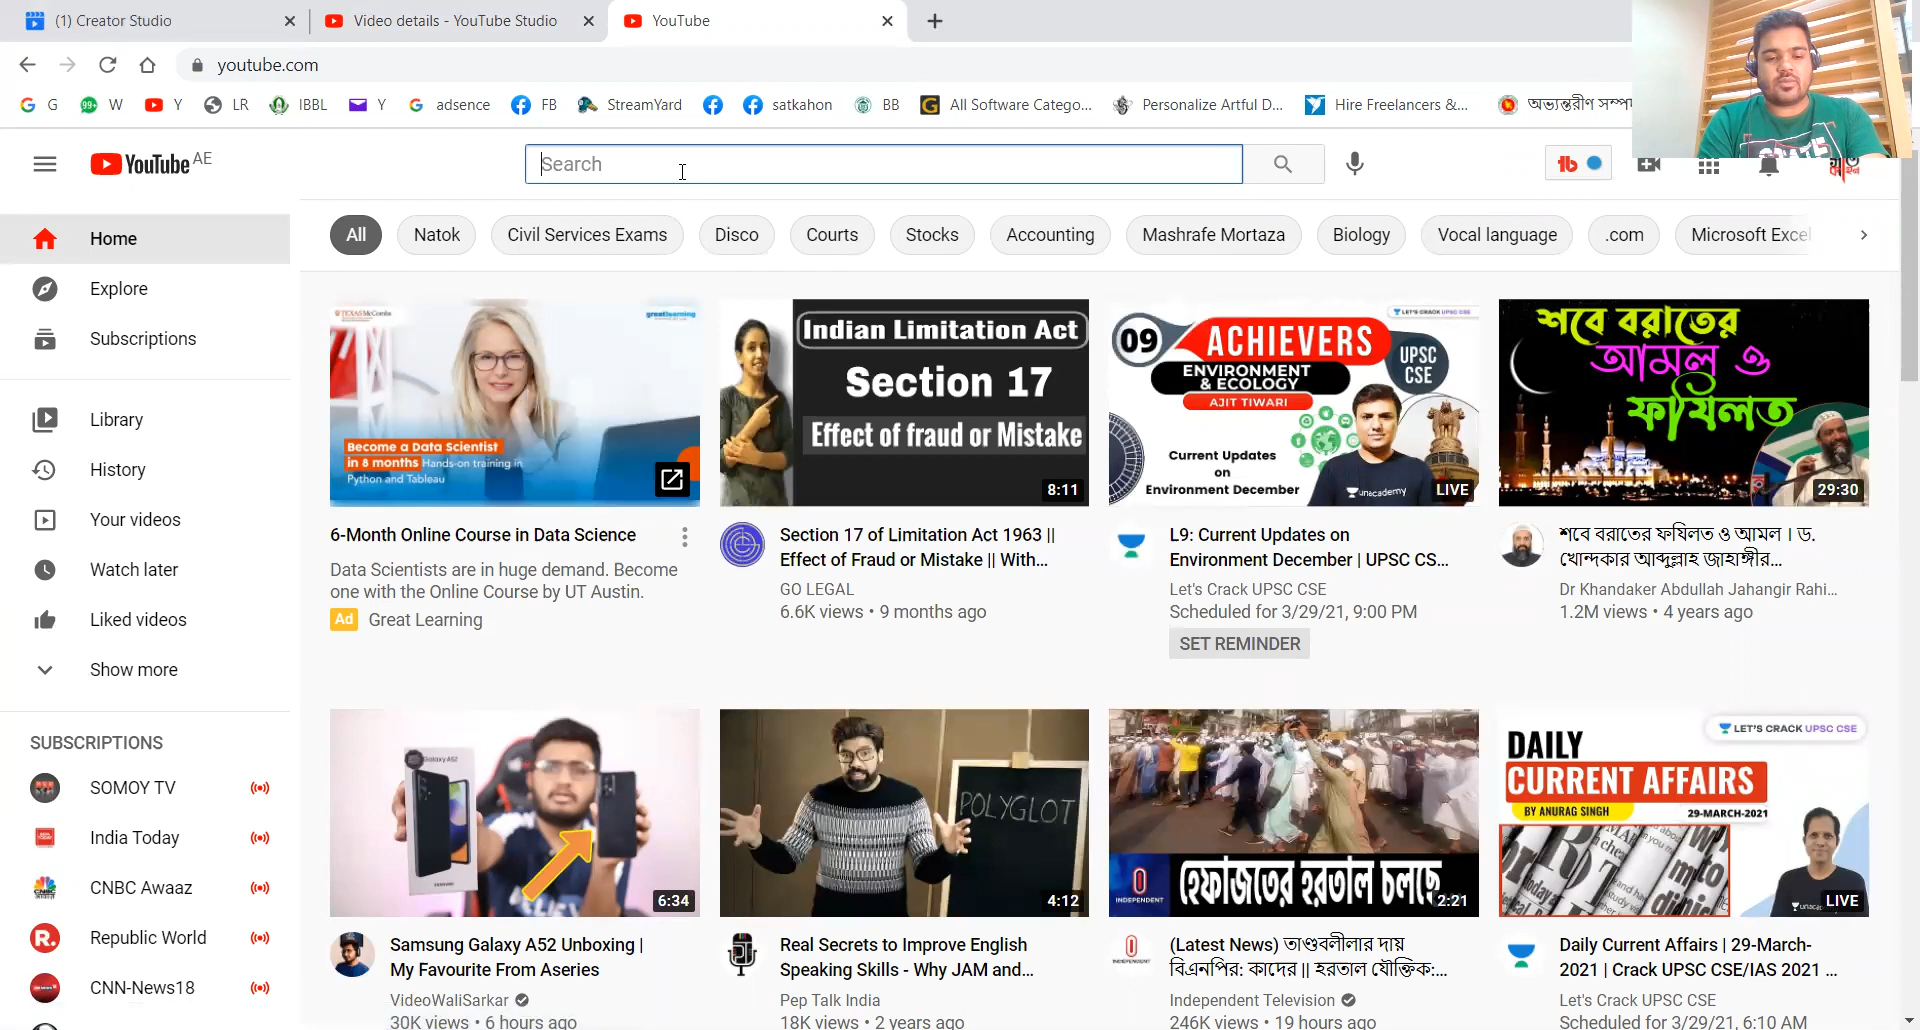 (1) Creator Studio
Video details - YouTube Studio
YouTube
youtube.com
G
W
Y
LR
IBBL
Y
adsence
FB
StreamYard
satkahon
BB
All Software Catego...
Personalize Artful D...
Hire Freelancers &...
YouTube AE
Search
Home
Explore
Subscriptions
Library
History
Your videos
Watch later
Liked videos
Show more
SUBSCRIPTIONS
SOMOY TV
India Today
CNBC Awaaz
Republic World
CNN-News18
All
Natok
Civil Services Exams
Disco
Courts
Stocks
Accounting
Mashrafe Mortaza
Biology
Vocal language
.com
Microsoft Excel
TEXAS McCombs
greatlearning
Become a Data Scientist
in 8 months Hands-on training in
Python and Tableau
6-Month Online Course in Data Science
Data Scientists are in huge demand. Become
one with the Online Course by UT Austin.
Ad Great Learning
Indian Limitation Act
Section 17
Effect of fraud or Mistake
8:11
Section 17 of Limitation Act 1963 ||
Effect of Fraud or Mistake || With...
GO LEGAL
6.6K views • 9 months ago
LET'S CRACK UPSC CSE
09
ACHIEVERS
ENVIRONMENT
& ECOLOGY
AJIT TIWARI
UPSC
CSE
Current Updates
on
Environment December
unacademy
LIVE
L9: Current Updates on
Environment December | UPSC CS...
Let's Crack UPSC CSE
Scheduled for 3/29/21, 9:00 PM
SET REMINDER
শবে বরাতের
আমল ও
ফযিলত
29:30
শবে বরাতের ফযিলত ও আমল । ড.
খোন্দকার আব্দুল্লাহ জাহাঙ্গীর...
Dr Khandaker Abdullah Jahangir Rahi...
1.2M views • 4 years ago
Galaxy A52
6:34
Samsung Galaxy A52 Unboxing |
My Favourite From Aseries
VideoWaliSarkar
30K views • 6 hours ago
POLYGLOT
4:12
Real Secrets to Improve English
Speaking Skills - Why JAM and...
Pep Talk India
18K views • 2 years ago
INDEPENDENT
হেফাজতের হরতাল চলছে
2:21
(Latest News) তাণ্ডবলীলার দায়
বিএনপির: কাদের || হরতাল যৌক্তিক:...
Independent Television
246K views • 19 hours ago
LET'S CRACK UPSC CSE
DAILY
CURRENT AFFAIRS
BY ANURAG SINGH
29-MARCH-2021
LIVE
Daily Current Affairs | 29-March-
2021 | Crack UPSC CSE/IAS 2021 ...
Let's Crack UPSC CSE
Scheduled for 3/29/21, 6:10 AM